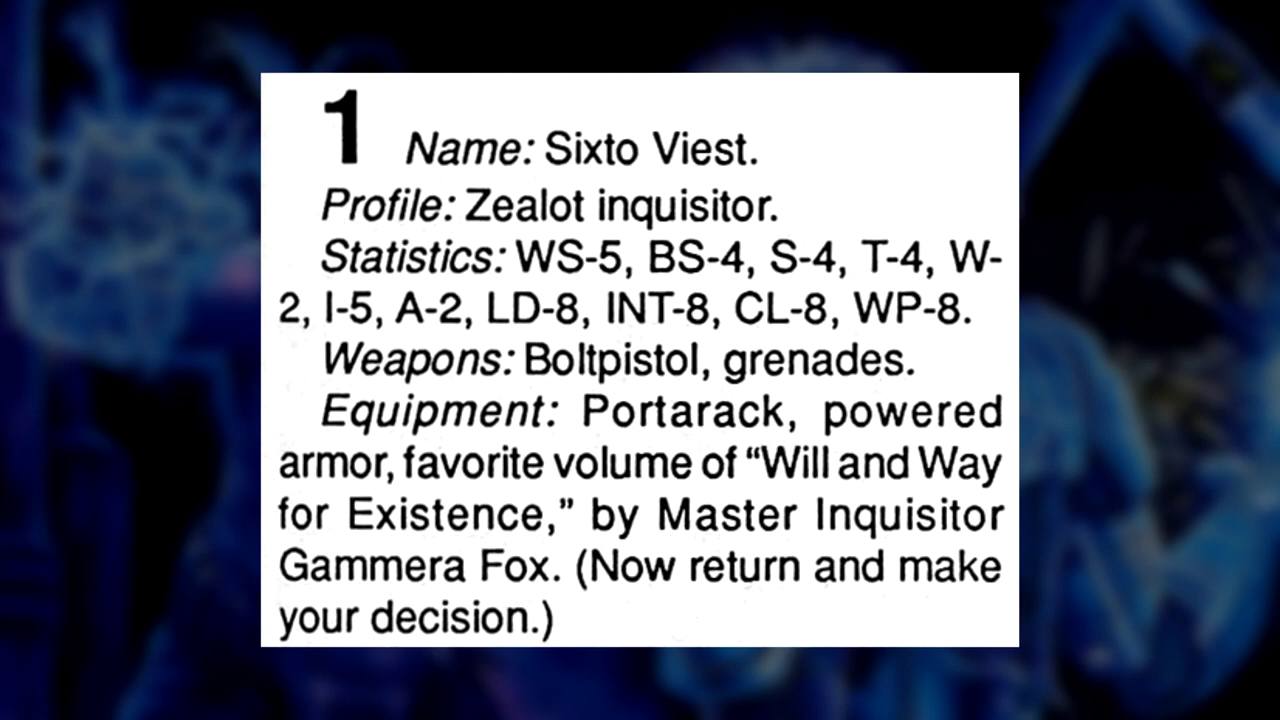 1 Name: Sixto Viest.
Profile: Zealot inquisitor.
Statistics: WS-5, BS-4, S-4, T-4, W-
2, I-5, A-2, LD-8, INT-8, CL-8, WP-8.
Weapons: Boltpistol, grenades.
Equipment: Portarack, powered
armor, favorite volume of “Will and Way
for Existence,” by Master Inquisitor
Gammera Fox. (Now return and make
your decision.)